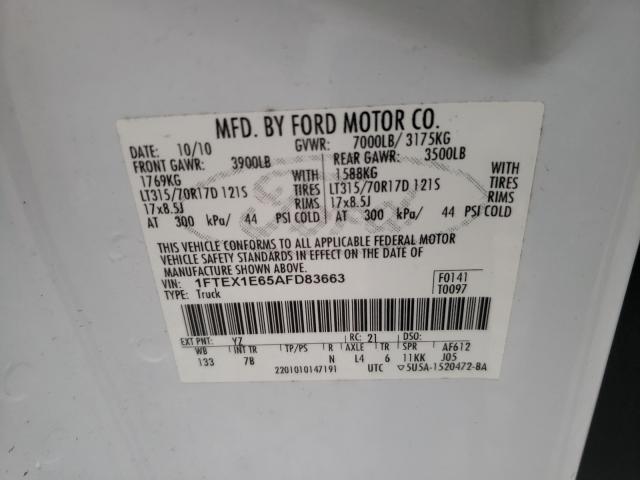 MFD. BY FORD MOTOR CO.
DATE: 10/10 GVWR: 7000LB/ 3175KG
FRONT GAWR: 3900LB REAR GAWR: 3500LB
1769KG 1588KG
LT315/70R17D 121S TIRES LT315/70R17D 121S TIRES
17x8.5J RIMS 17x8.5J RIMS
AT 300 kPa/ 44 PSI COLD AT 300 kPa/ 44 PSI COLD
THIS VEHICLE CONFORMS TO ALL APPLICABLE FEDERAL MOTOR
VEHICLE SAFETY STANDARDS IN EFFECT ON THE DATE OF
MANUFACTURE SHOWN ABOVE.
VIN: 1FTEX1E65AFD83663 F0141
TYPE: Truck T0097
EXT PNT: YZ RC: 21 DSO:
WB INT TR TP/PS R AXLE TR SPR AF612
133 7B N L4 6 11KK J05
2201010147191 UTC ▽5U5A-1520472-BA
Ford